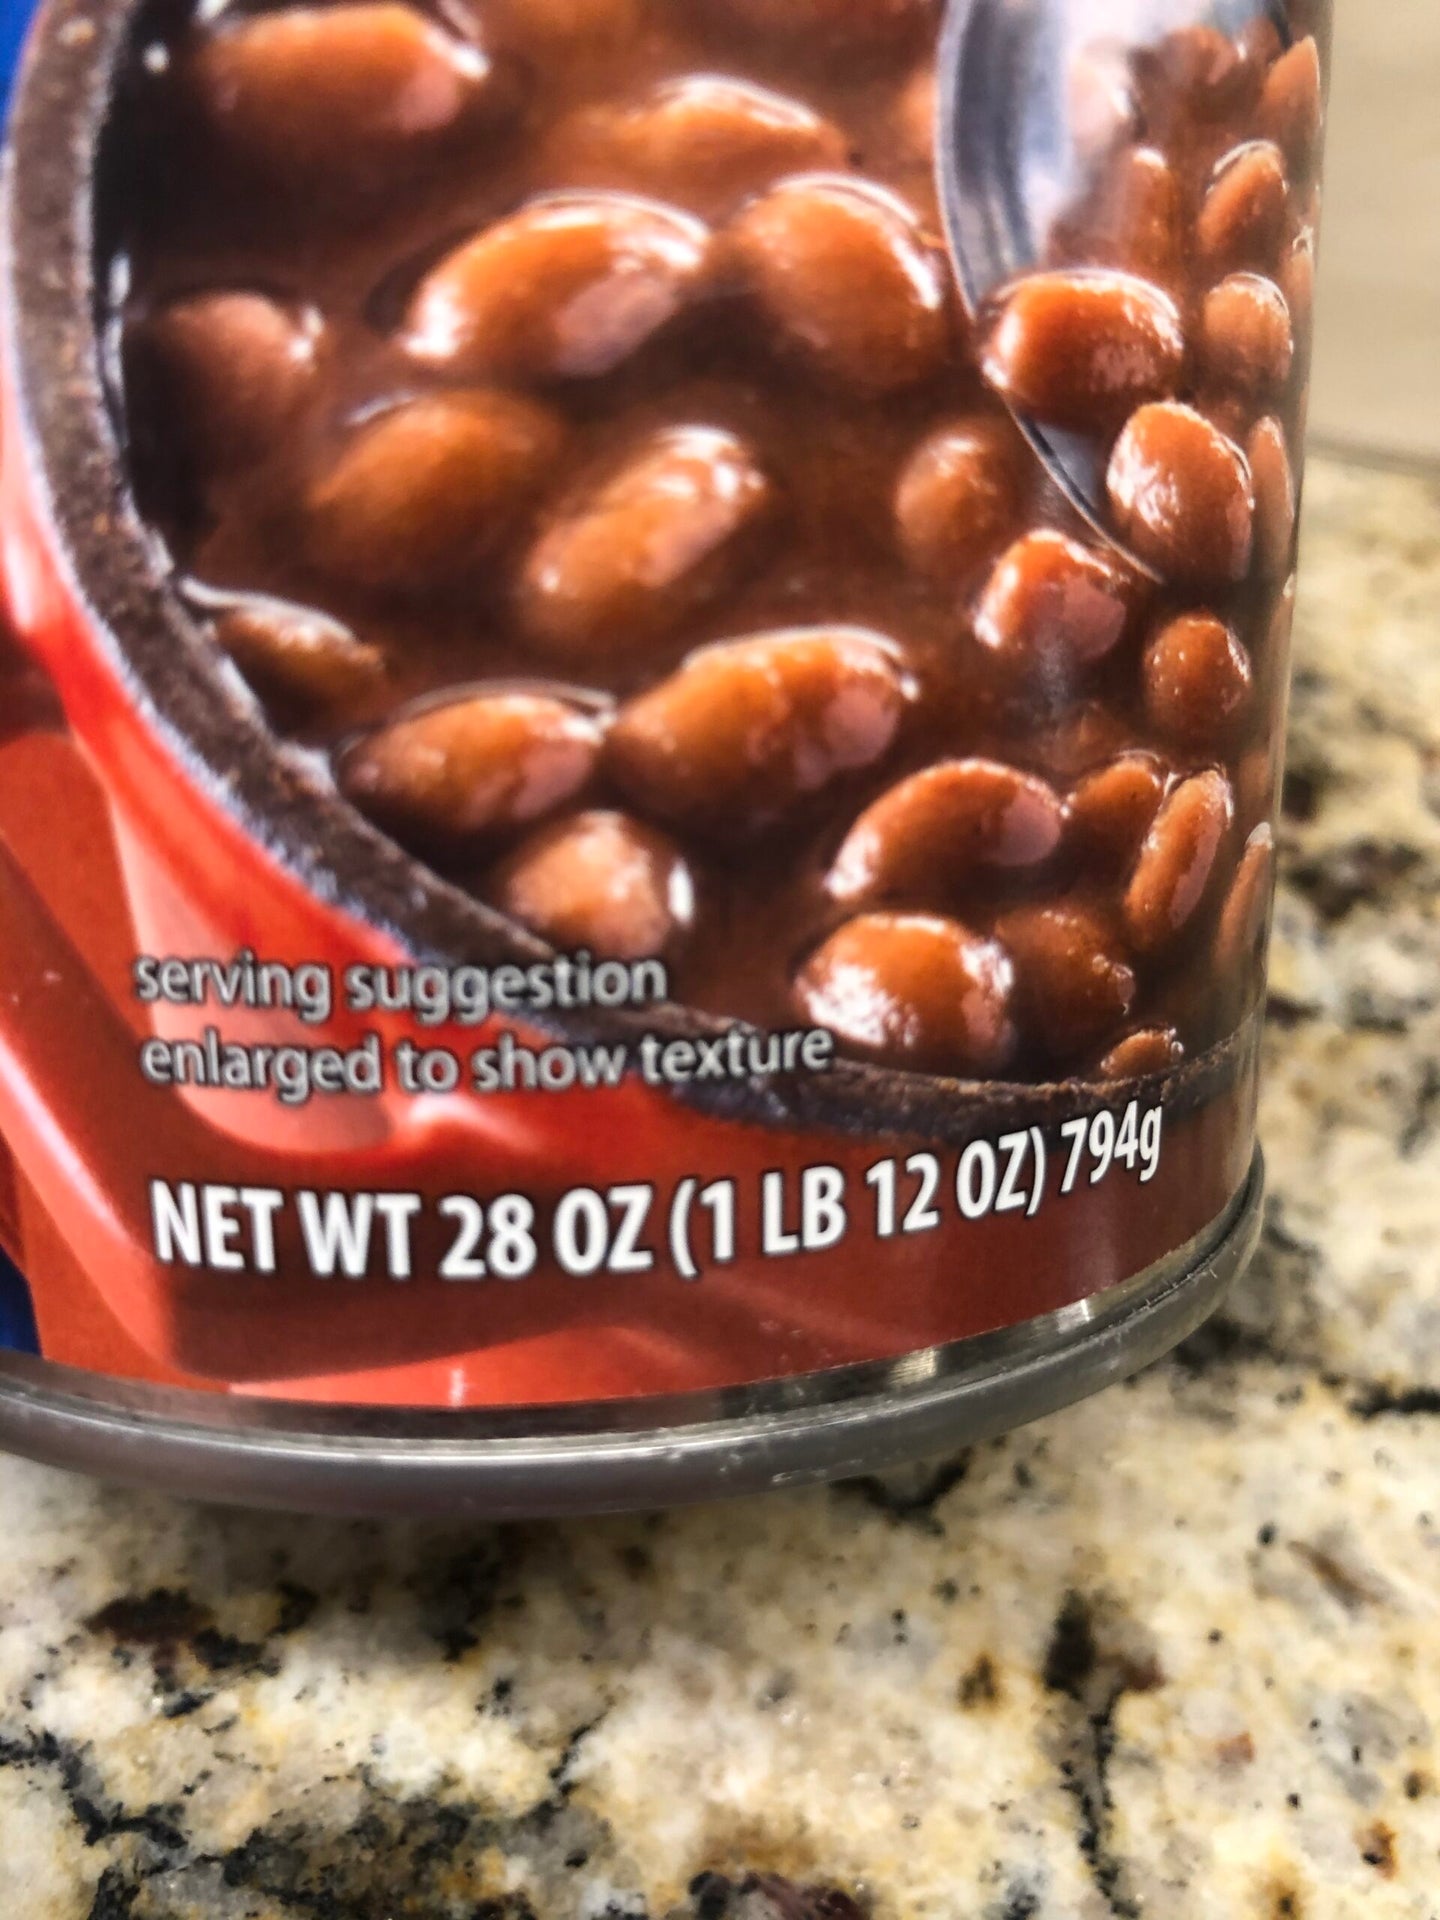 serving suggestion
enlarged to show texture
NET WT 28 OZ (1 LB 12 OZ) 794g